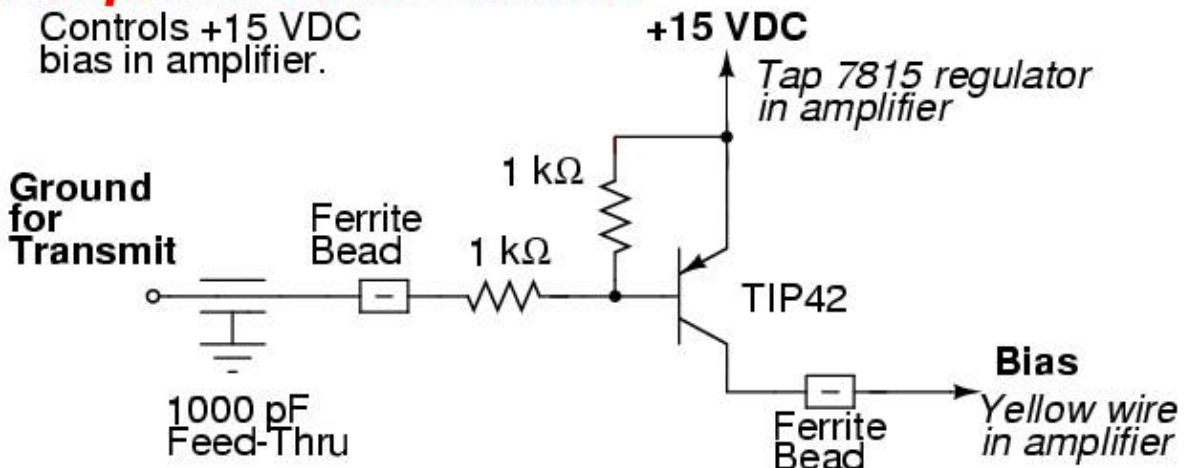 Controls +15 VDC
bias in amplifier.
+15 VDC
Tap 7815 regulator
in amplifier
1 kΩ
Ground
for
Transmit
Ferrite
Bead
1 kΩ
TIP42
1000 pF
Feed-Thru
Bias
Yellow wire
in amplifier
Ferrite
Bead